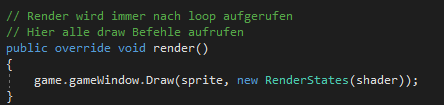 // Render wird immer nach loop aufgerufen
// Hier alle draw Befehle aufrufen
public override void render()
{
    game.gameWindow.Draw(sprite, new RenderStates(shader));
}